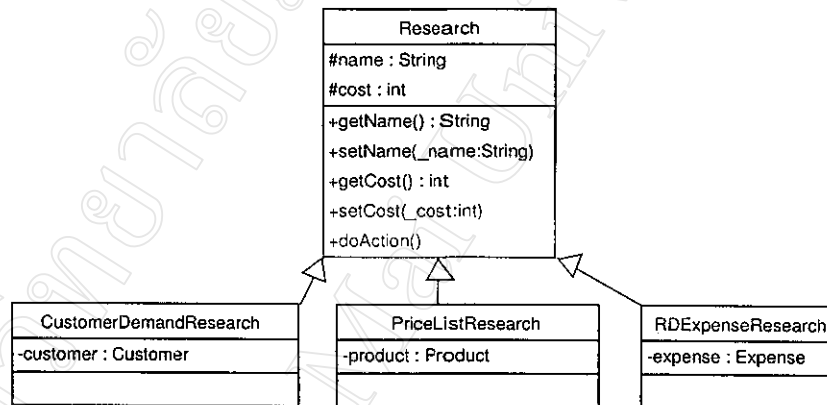 Research
#name : String
#cost : int
+getName() : String
+setName(_name:String)
+getCost() : int
+setCost(_cost:int)
+doAction()
CustomerDemandResearch
-customer : Customer
PriceListResearch
-product : Product
RDExpenseResearch
-expense : Expense